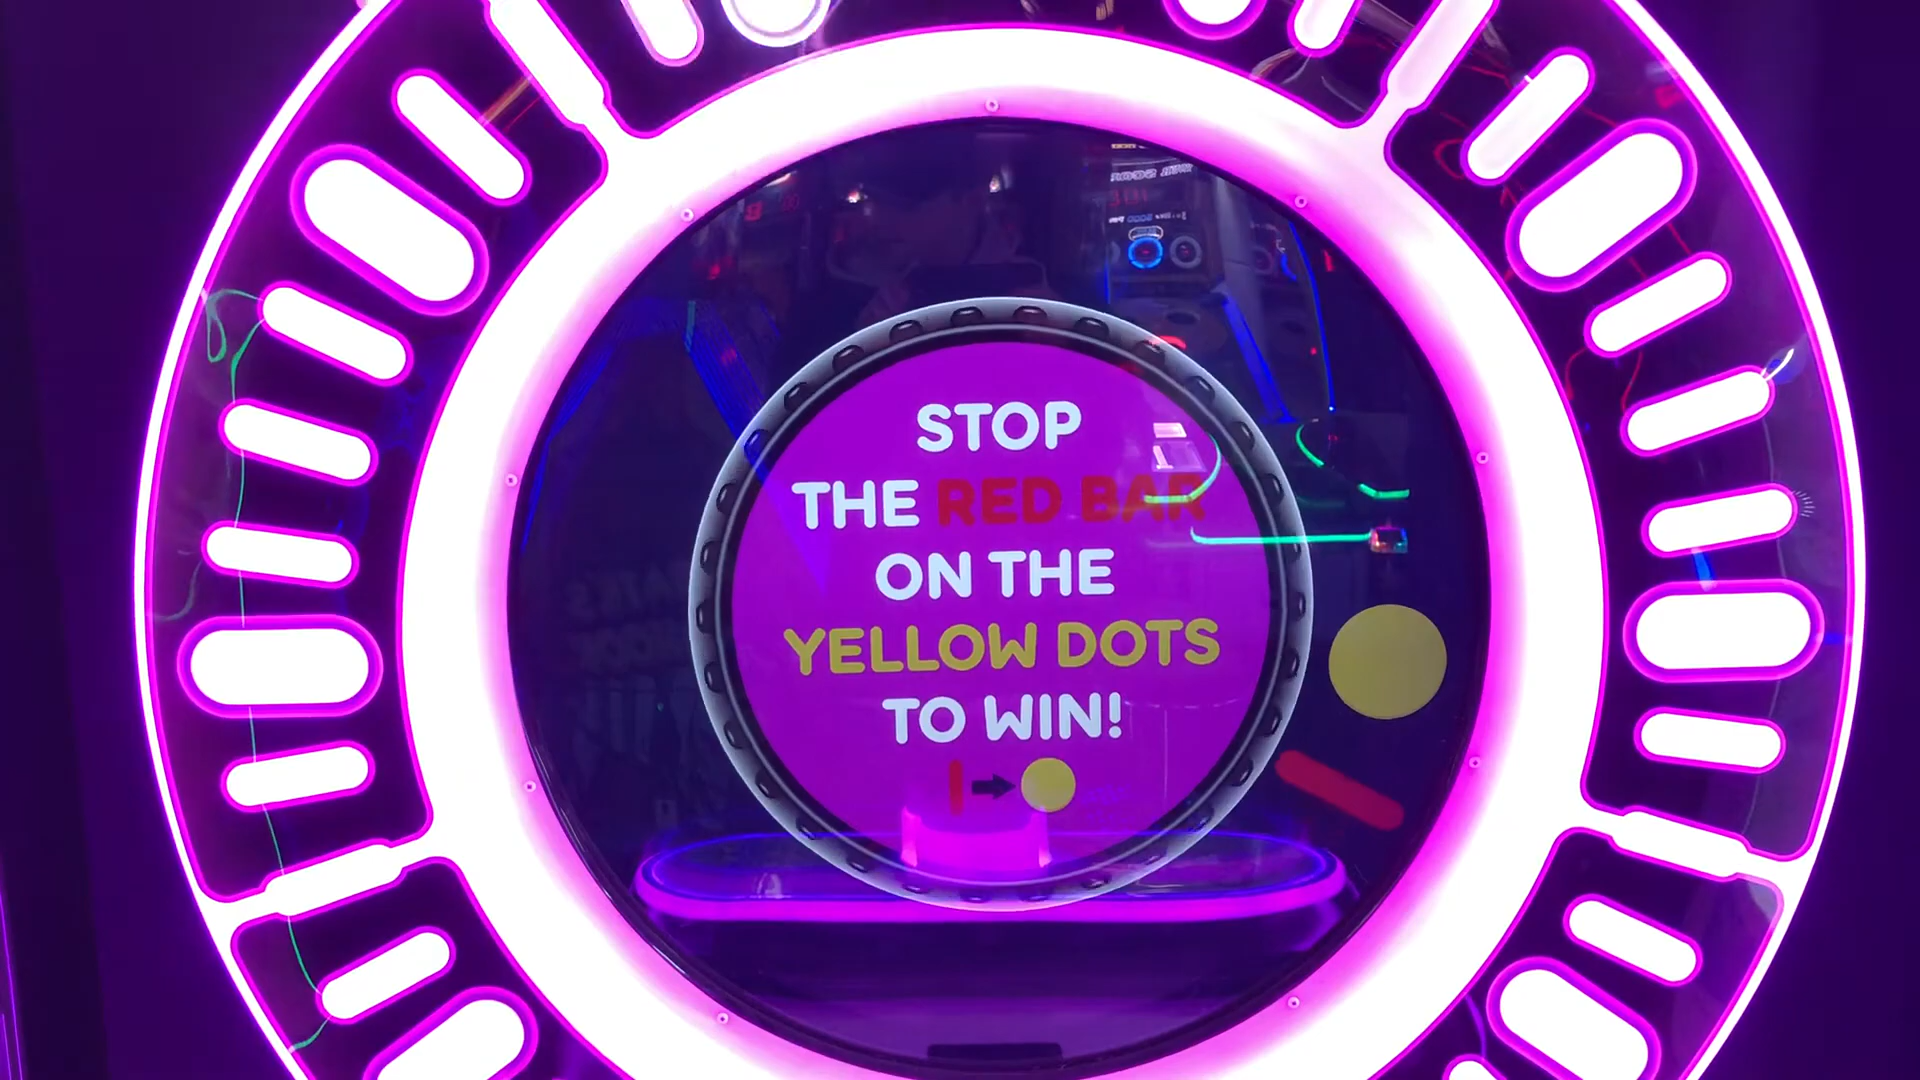 STOP
THE RED BAR
ON THE
YELLOW DOTS
TO WIN!